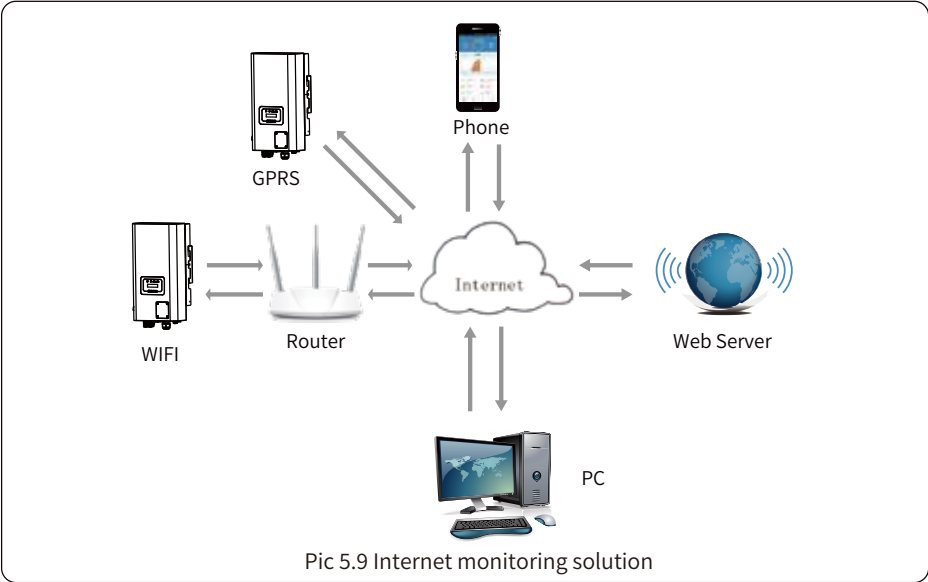 Phone
GPRS
Internet
WIFI
Router
Web Server
PC
Pic 5.9 Internet monitoring solution